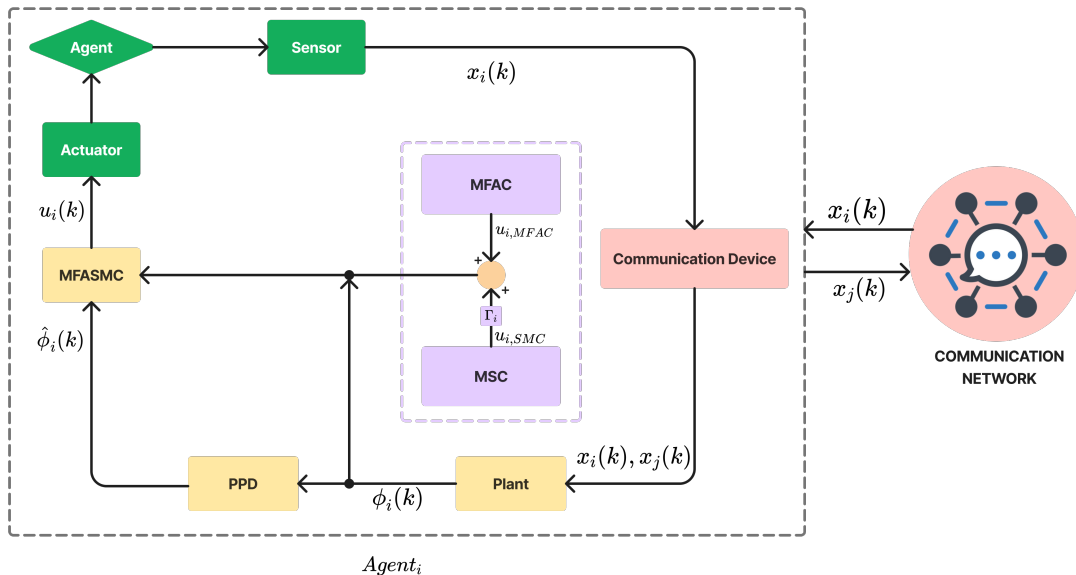 Agent
Sensor
x_i(k)
Actuator
MFAC
u_i(k)
u_{i,MFAC}
x_i(k)
MFASMC
+
+
Communication Device
x_j(k)
Γ_i
ϕ̂_i(k)
u_{i,SMC}
MSC
COMMUNICATION
NETWORK
x_i(k), x_j(k)
PPD
Plant
ϕ_i(k)
Agent_i